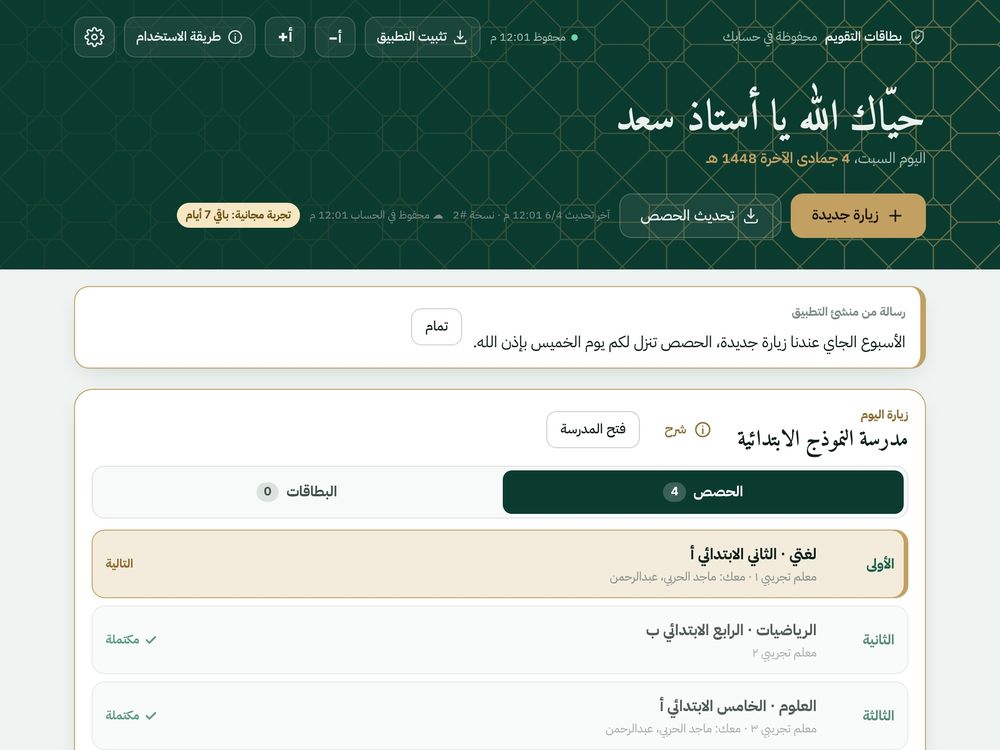 بطاقات التقويم محفوظة في حسابك
محفوظ 12:01 م
تثبيت التطبيق
أ−
أ+
طريقة الاستخدام
حيّاك الله يا أستاذ سعد
اليوم السبت، 4 جمادى الآخرة 1448 هـ
زيارة جديدة
تحديث الحصص
آخر تحديث 6/4 12:01 م · نسخة #2
محفوظ في الحساب 12:01 م
تجربة مجانية: باقي 7 أيام
رسالة من منشئ التطبيق
الأسبوع الجاي عندنا زيارة جديدة، الحصص تنزل لكم يوم الخميس بإذن الله.
تمام
زيارة اليوم
مدرسة النموذج الابتدائية
شرح
فتح المدرسة
الحصص 4
البطاقات 0
الأولى
لغتي · الثاني الابتدائي أ
معلم تجريبي ١ · معك: ماجد الحربي، عبدالرحمن
التالية
الثانية
الرياضيات · الرابع الابتدائي ب
معلم تجريبي ٢
مكتملة
الثالثة
العلوم · الخامس الابتدائي أ
معلم تجريبي ٣ · معك: ماجد الحربي، عبدالرحمن
مكتملة